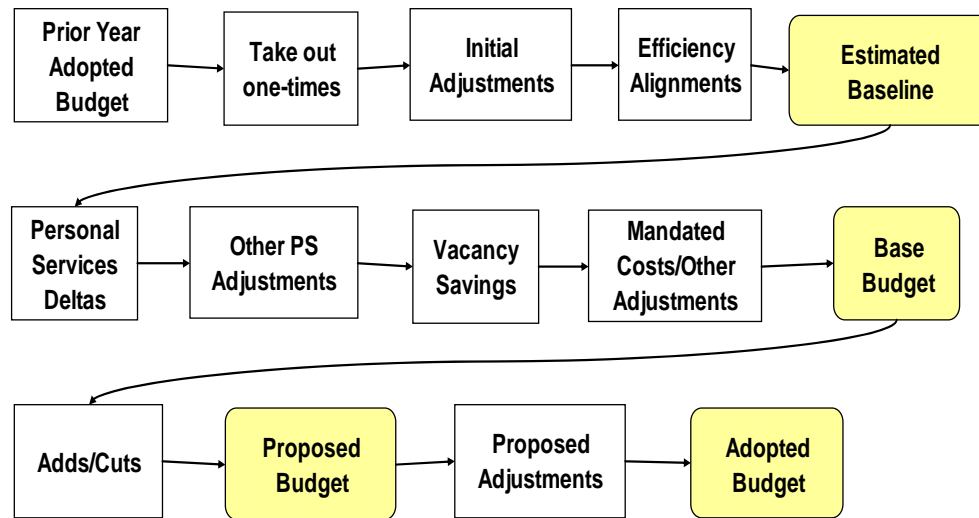 Prior Year
Adopted
Budget
Take out
one-times
Initial
Adjustments
Efficiency
Alignments
Estimated
Baseline
Personal
Services
Deltas
Other PS
Adjustments
Vacancy
Savings
Mandated
Costs/Other
Adjustments
Base
Budget
Adds/Cuts
Proposed
Budget
Proposed
Adjustments
Adopted
Budget